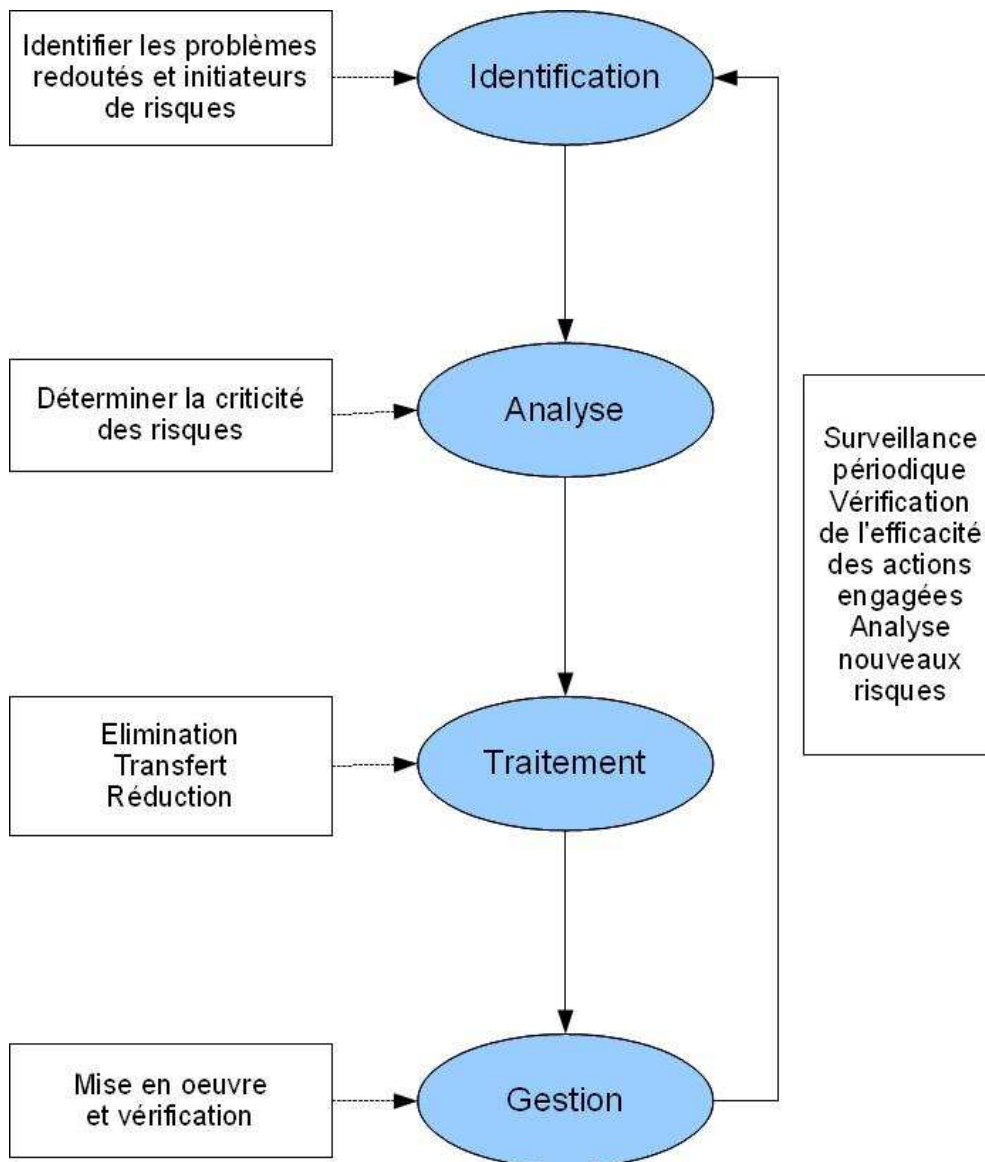 Identifier les problèmes
redoutés et initiateurs
de risques
Identification
Déterminer la criticité
des risques
Analyse
Surveillance
périodique
Vérification
de l'efficacité
des actions
engagées
Analyse
nouveaux
risques
Elimination
Transfert
Réduction
Traitement
Mise en oeuvre
et vérification
Gestion